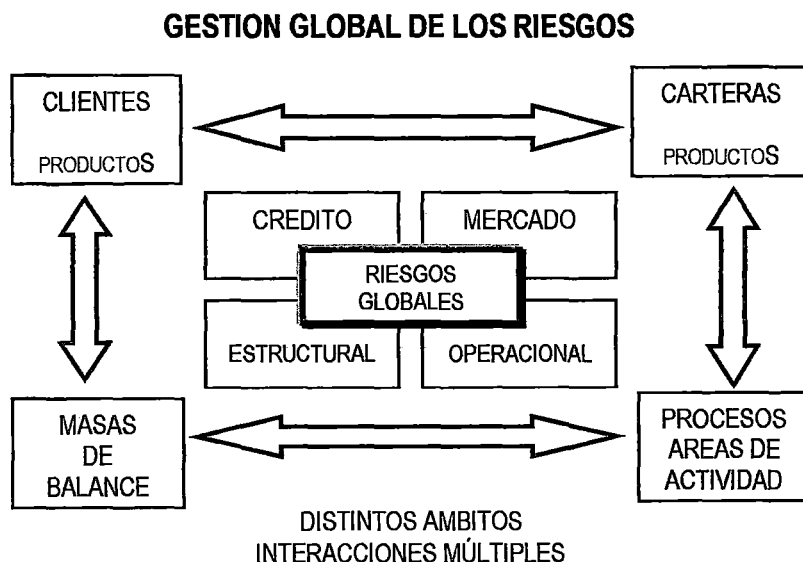 GESTION GLOBAL DE LOS RIESGOS
CLIENTES
PRODUCTOS
CARTERAS
PRODUCTOS
CREDITO
MERCADO
RIESGOS
GLOBALES
ESTRUCTURAL
OPERACIONAL
MASAS
DE
BALANCE
PROCESOS
AREAS DE
ACTIVIDAD
DISTINTOS AMBITOS
INTERACCIONES MÚLTIPLES